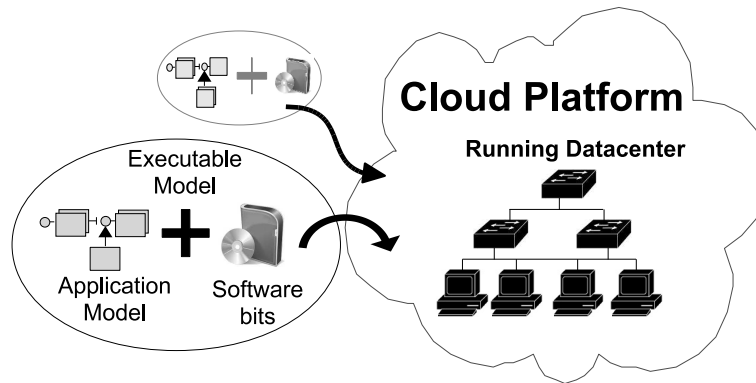 Cloud Platform
Running Datacenter
Executable
Model
Application
Model
Software
bits